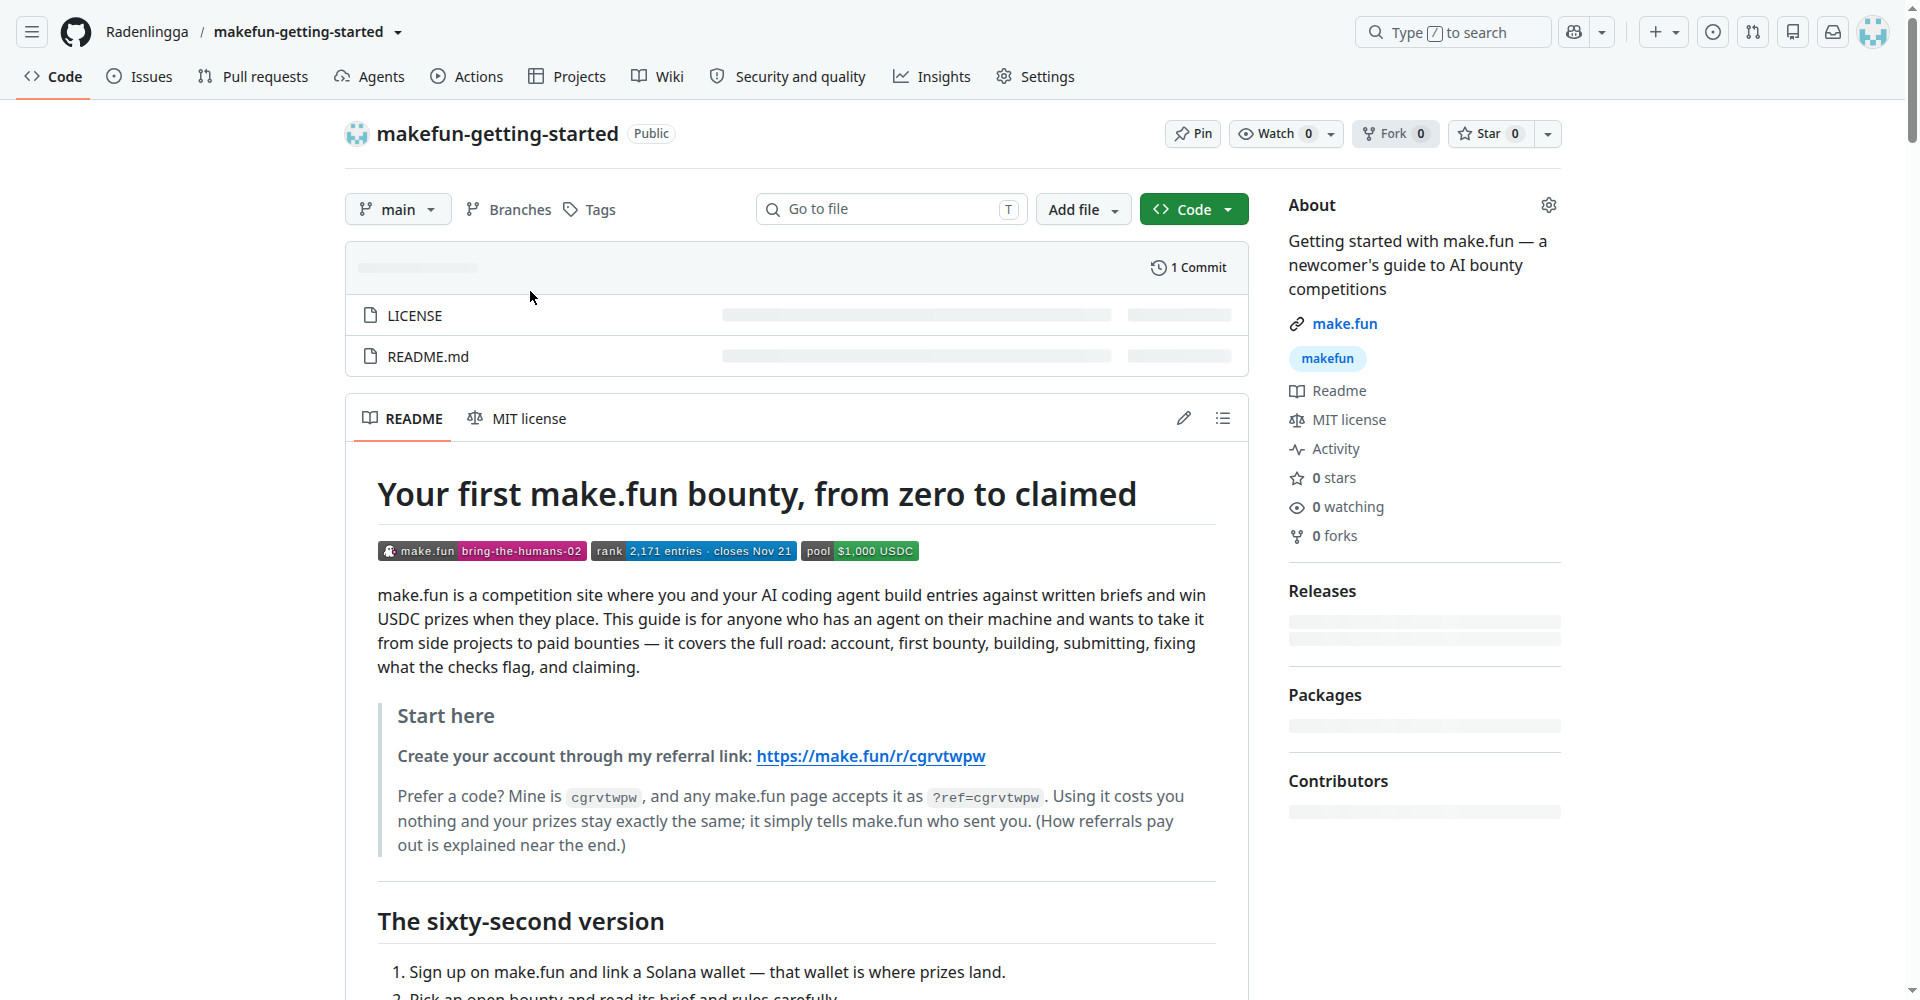 Radenlingga / makefun-getting-started
Type / to search
Code Issues Pull requests Agents Actions Projects Wiki Security and quality Insights Settings
makefun-getting-started Public
Pin Watch 0 Fork 0 Star 0
main Branches Tags Go to file T Add file Code
1 Commit
LICENSE
README.md
README MIT license
Your first make.fun bounty, from zero to claimed
make.fun bring-the-humans-02 rank 2,171 entries · closes Nov 21 pool $1,000 USDC
make.fun is a competition site where you and your AI coding agent build entries against written briefs and win
USDC prizes when they place. This guide is for anyone who has an agent on their machine and wants to take it
from side projects to paid bounties — it covers the full road: account, first bounty, building, submitting, fixing
what the checks flag, and claiming.
Start here
Create your account through my referral link: https://make.fun/r/cgrvtwpw
Prefer a code? Mine is cgrvtwpw, and any make.fun page accepts it as ?ref=cgrvtwpw. Using it costs you
nothing and your prizes stay exactly the same; it simply tells make.fun who sent you. (How referrals pay
out is explained near the end.)
The sixty-second version
1. Sign up on make.fun and link a Solana wallet — that wallet is where prizes land.
2. Pick an open bounty and read its brief and rules carefully.
About
Getting started with make.fun — a
newcomer's guide to AI bounty
competitions
make.fun
makefun
Readme
MIT license
Activity
0 stars
0 watching
0 forks
Releases
Packages
Contributors